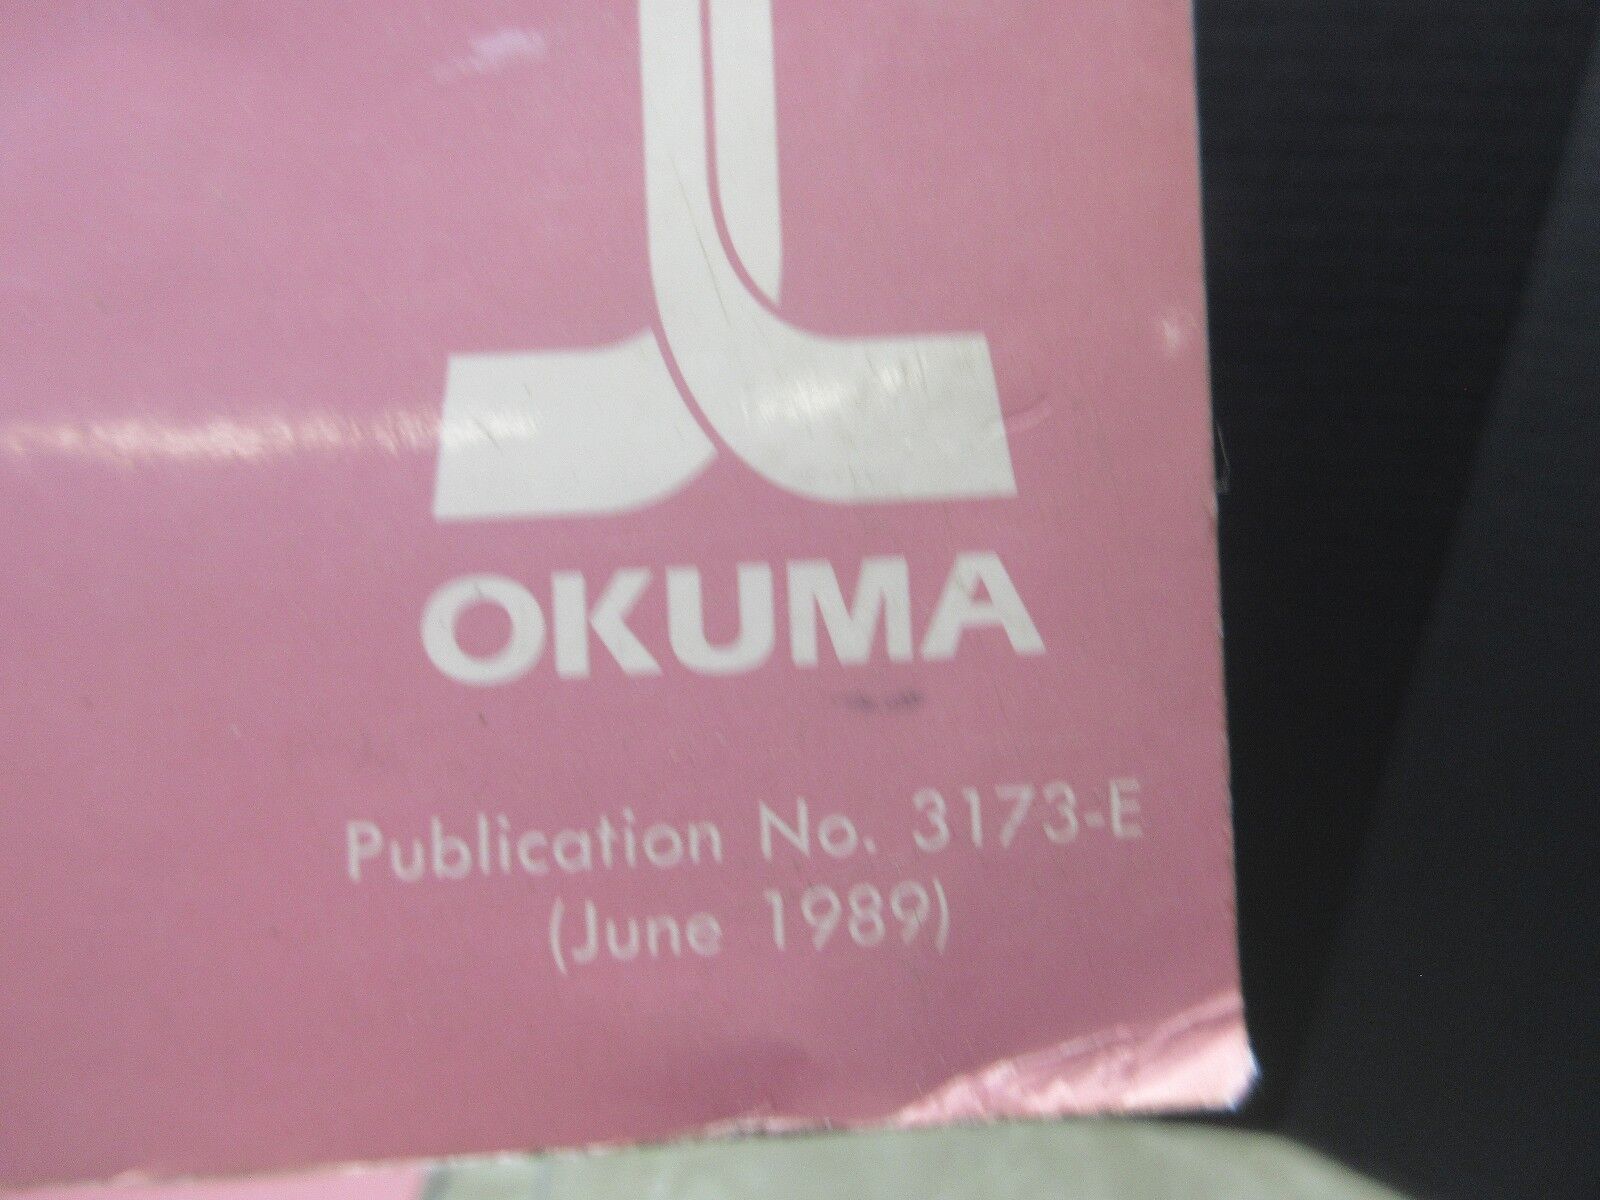 OKUMA
Publication No. 3173-E
(June 1989)